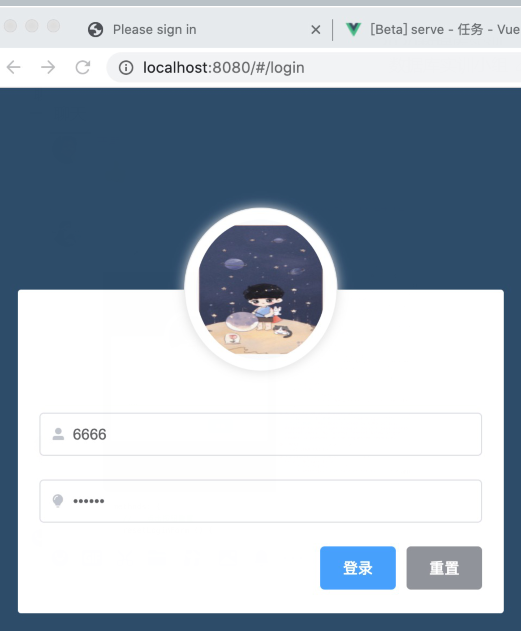 Please sign in
[Beta] serve - 任务 - Vue
localhost:8080/#/login
6666
••••••
登录 重置